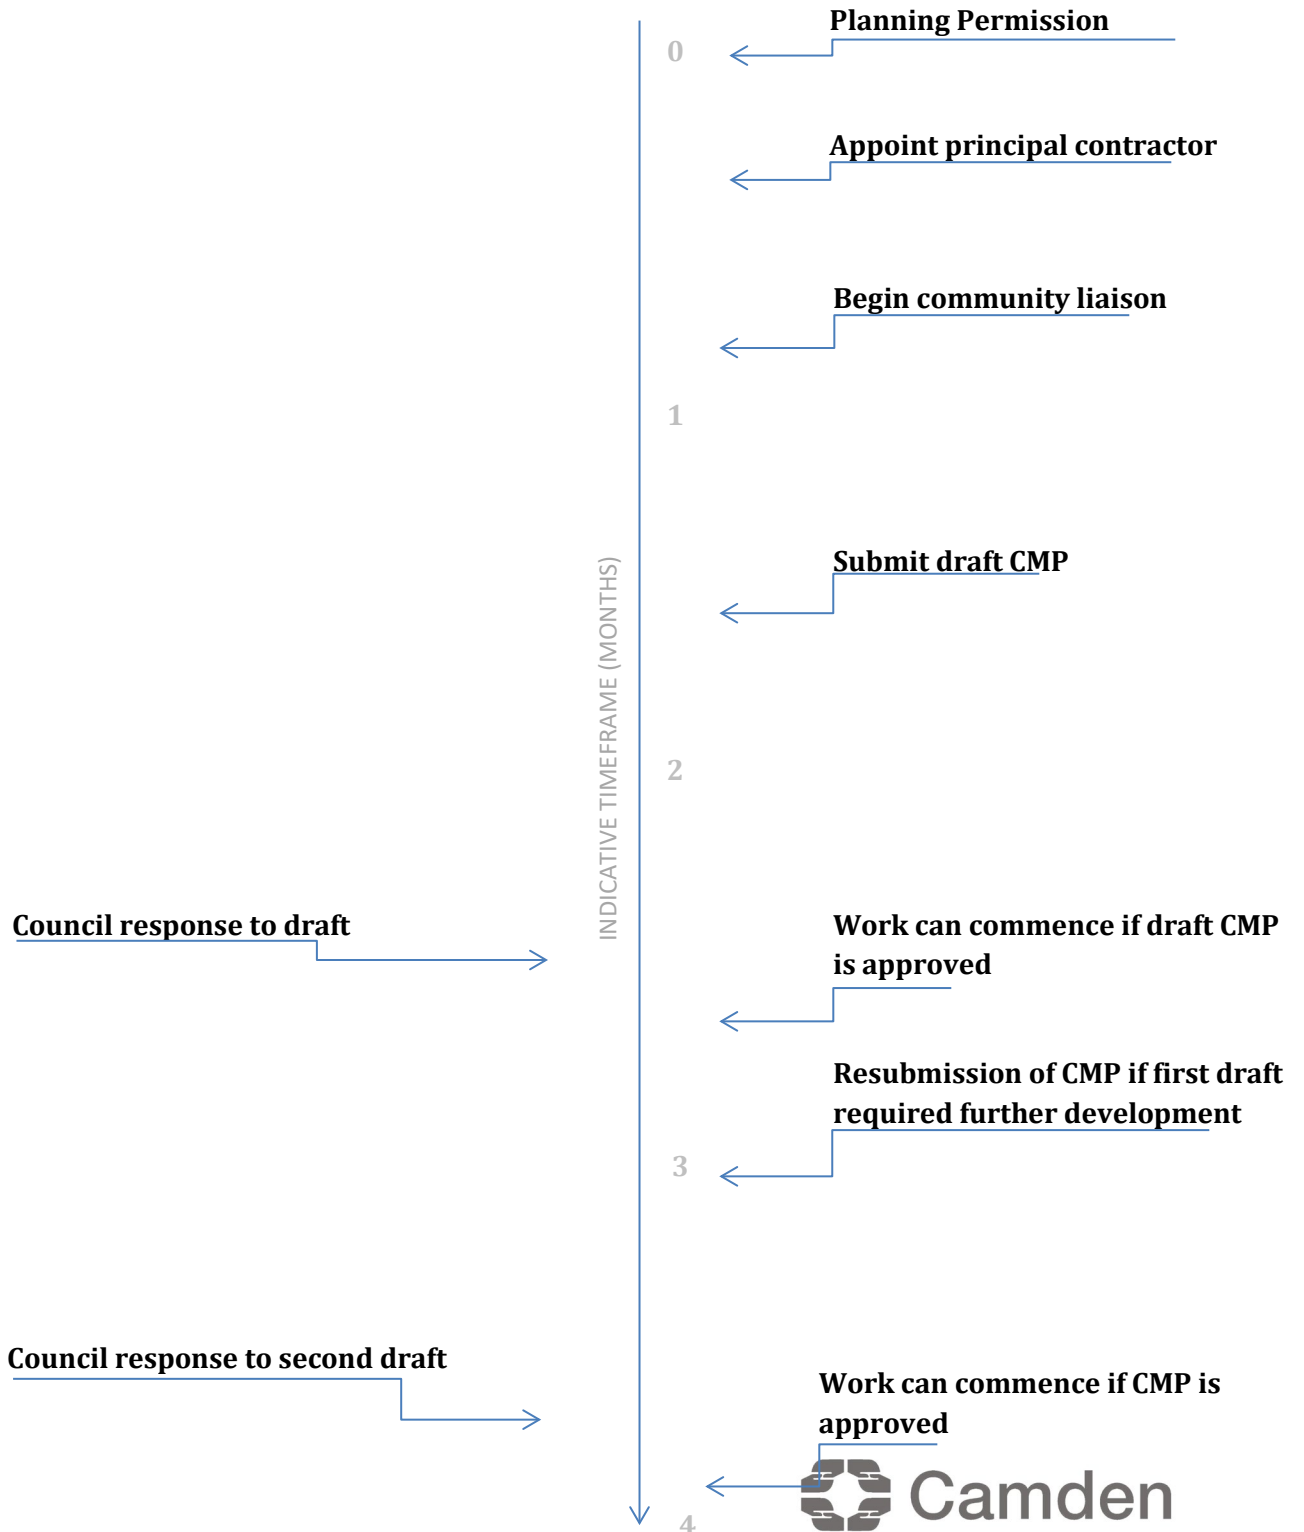 Planning Permission
0
Appoint principal contractor
Begin community liaison
1
Submit draft CMP
INDICATIVE TIMEFRAME (MONTHS)
2
Council response to draft
Work can commence if draft CMP
is approved
Resubmission of CMP if first draft
required further development
3
Council response to second draft
Work can commence if CMP is
approved
Camden
4